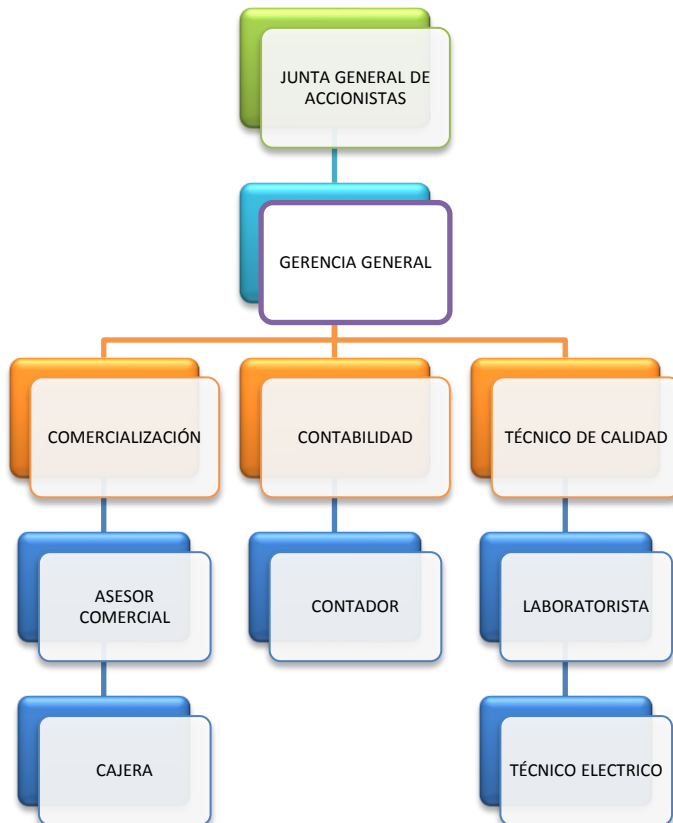 JUNTA GENERAL DE
ACCIONISTAS
GERENCIA GENERAL
COMERCIALIZACIÓN
CONTABILIDAD
TÉCNICO DE CALIDAD
ASESOR
COMERCIAL
CONTADOR
LABORATORISTA
CAJERA
TÉCNICO ELECTRICO